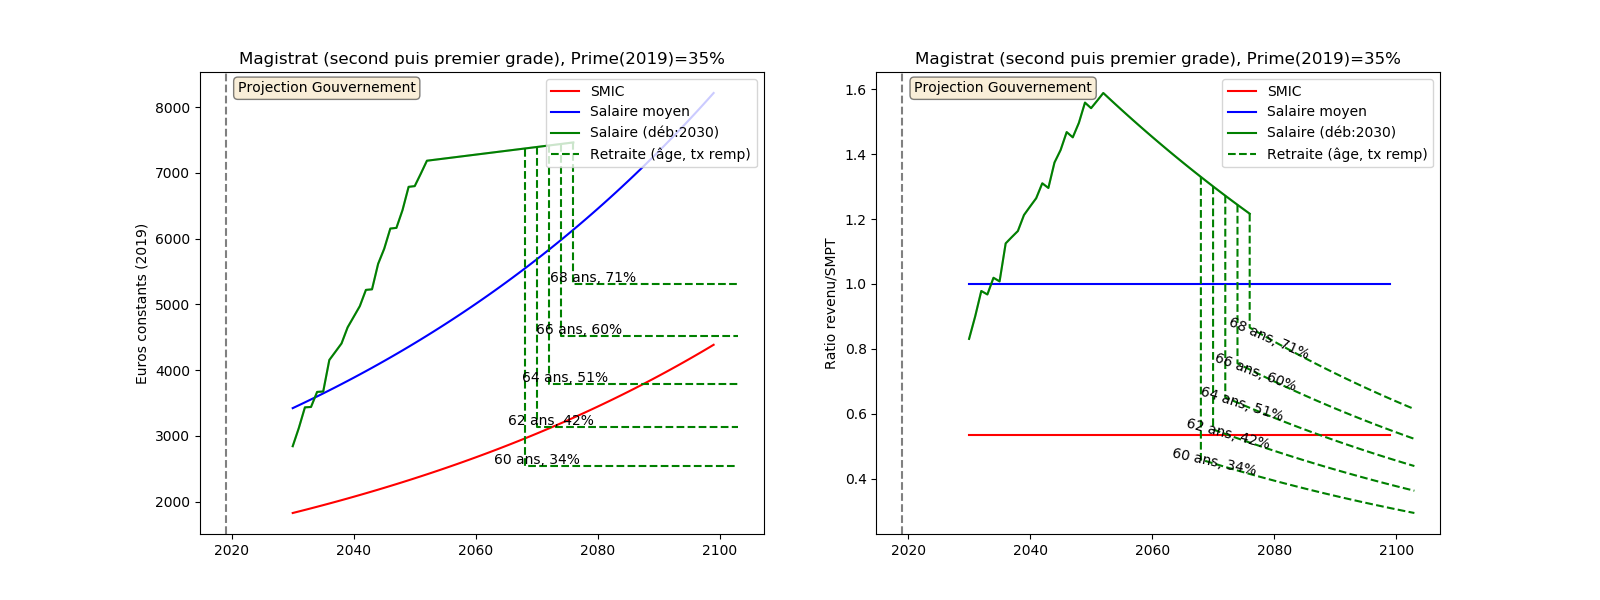 Magistrat (second puis premier grade), Prime(2019)=35%
Projection Gouvernement
SMIC
Salaire moyen
Salaire (déb:2030)
Retraite (âge, tx remp)
Euros constants (2019)
8000
7000
6000
5000
4000
3000
2000
68 ans, 71%
66 ans, 60%
64 ans, 51%
62 ans, 42%
60 ans, 34%
2020 2040 2060 2080 2100
Magistrat (second puis premier grade), Prime(2019)=35%
Projection Gouvernement
SMIC
Salaire moyen
Salaire (déb:2030)
Retraite (âge, tx remp)
Ratio revenu/SMPT
1.6
1.4
1.2
1.0
0.8
0.6
0.4
68 ans, 71%
66 ans, 60%
64 ans, 51%
62 ans, 42%
60 ans, 34%
2020 2040 2060 2080 2100